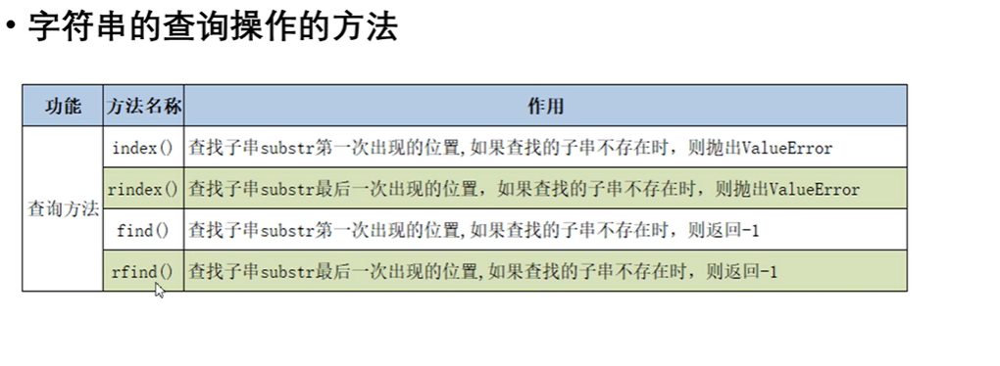 • 字符串的查询操作的方法
功能 方法名称 作用
index() 查找子串substr第一次出现的位置,如果查找的子串不存在时，则抛出ValueError
rindex() 查找子串substr最后一次出现的位置，如果查找的子串不存在时，则抛出ValueError
查询方法
find() 查找子串substr第一次出现的位置,如果查找的子串不存在时，则返回-1
rfind() 查找子串substr最后一次出现的位置,如果查找的子串不存在时，则返回-1